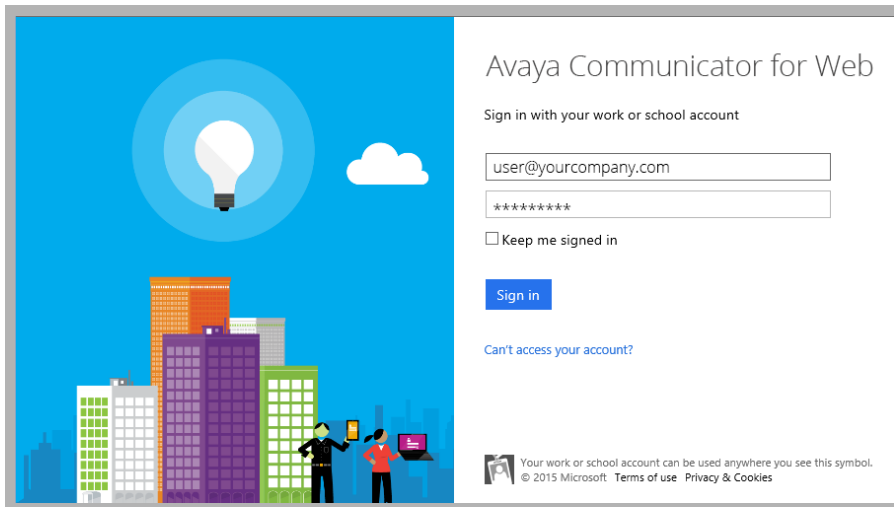 Avaya Communicator for Web
Sign in with your work or school account
user@yourcompany.com
*********
Keep me signed in
Sign in
Can't access your account?
Your work or school account can be used anywhere you see this symbol.
© 2015 Microsoft Terms of use Privacy & Cookies